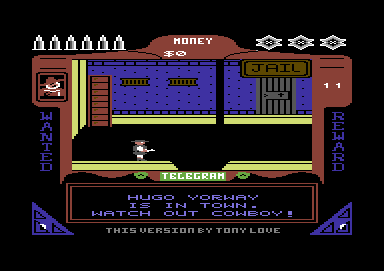 MONEY
$0
JAIL
11
WANTED
REWARD
TELEGRAM
HUGO YORWAY
IS IN TOWN.
WATCH OUT COWBOY!
THIS VERSION BY TONY LOVE